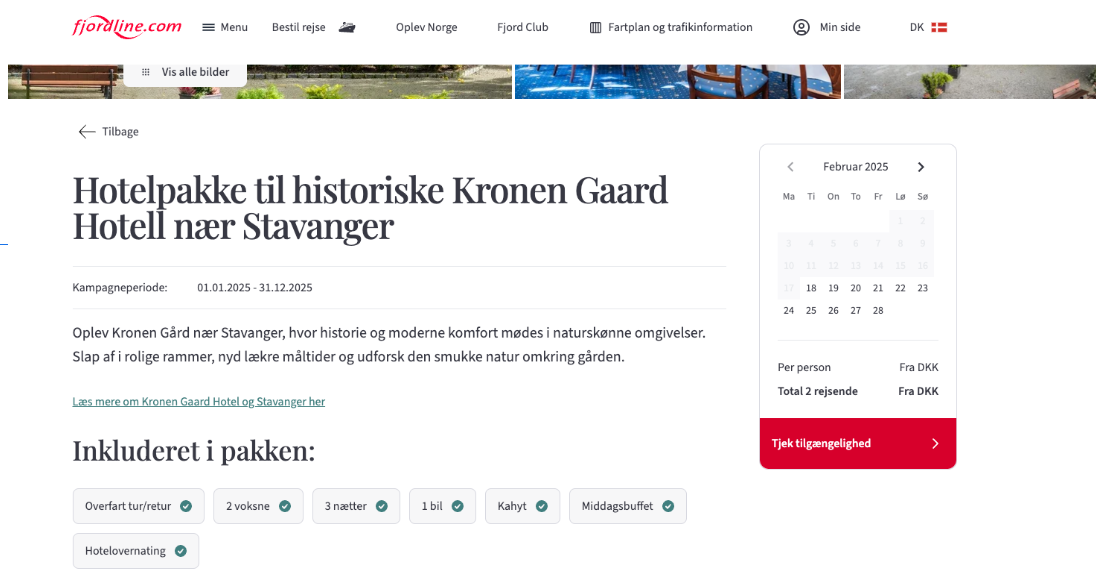 fjordline.com
Menu
Bestil rejse
Oplev Norge
Fjord Club
Fartplan og trafikinformation
Min side
DK
Vis alle bilder
Tilbage
Hotelpakke til historiske Kronen Gaard
Hotell nær Stavanger
Kampagneperiode: 01.01.2025 - 31.12.2025
Oplev Kronen Gård nær Stavanger, hvor historie og moderne komfort mødes i naturskønne omgivelser.
Slap af i rolige rammer, nyd lækre måltider og udforsk den smukke natur omkring gården.
Læs mere om Kronen Gaard Hotel og Stavanger her
Inkluderet i pakken:
Overfart tur/retur
2 voksne
3 nætter
1 bil
Kahyt
Middagsbuffet
Hotelovernating
Februar 2025
Ma Ti On To Fr Lø Sø
1 2
3 4 5 6 7 8 9
10 11 12 13 14 15 16
17 18 19 20 21 22 23
24 25 26 27 28
Per person Fra DKK
Total 2 rejsende Fra DKK
Tjek tilgængelighed